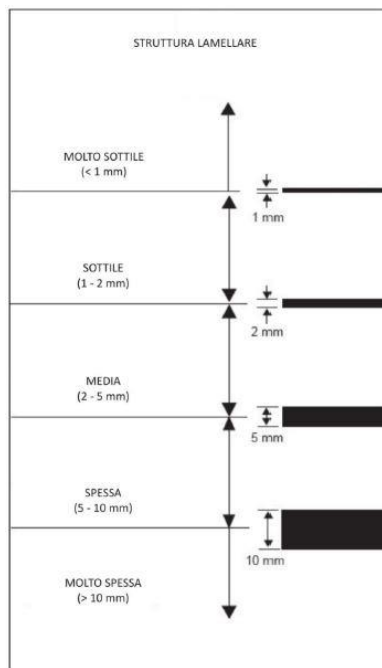 STRUTTURA LAMELLARE
MOLTO SOTTILE
(< 1 mm)
1 mm
SOTTILE
(1 - 2 mm)
2 mm
MEDIA
(2 - 5 mm)
5 mm
SPESSA
(5 - 10 mm)
10 mm
MOLTO SPESSA
(> 10 mm)